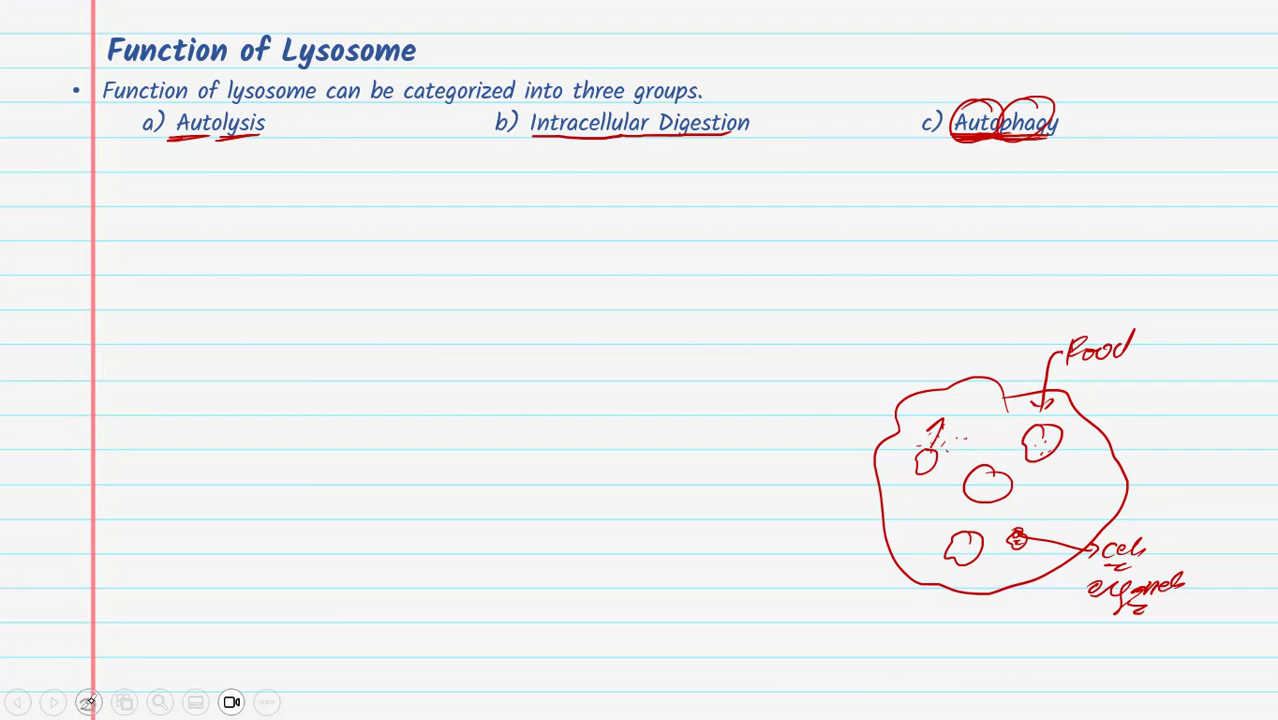 Function of Lysosome
• Function of lysosome can be categorized into three groups.
a) Autolysis b) Intracellular Digestion c) Autophagy
Food
Cell